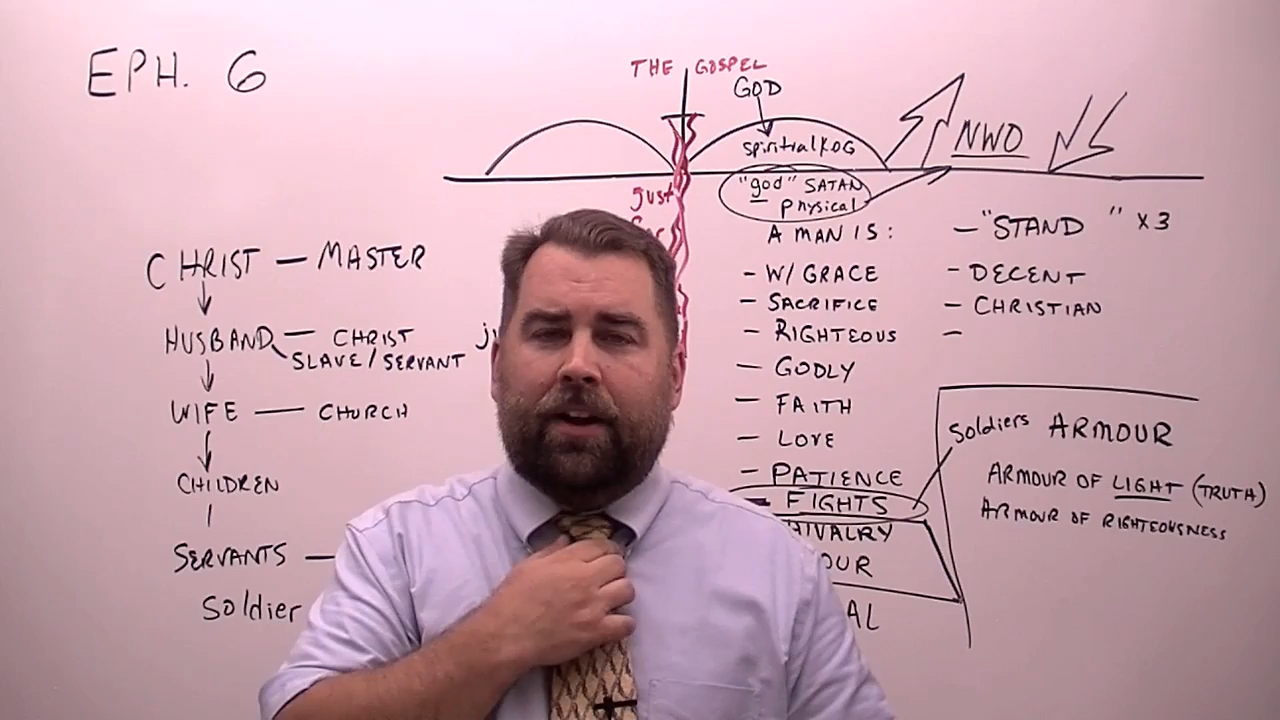 EPH. 6
THE GOSPEL
GOD
spiritral KOG
NWO
"god" SATAN
physical
just
CHRIST — MASTER
HUSBAND — CHRIST
SLAVE / SERVANT
WIFE — CHURCH
CHILDREN
SERVANTS —
Soldier
A MAN IS:
- W/ GRACE
- SACRIFICE
- RIGHTEOUS
- GODLY
- FAITH
- LOVE
- PATIENCE
- FIGHTS
- "STAND" x3
- DECENT
- CHRISTIAN
-
Soldiers ARMOUR
ARMOUR OF LIGHT (TRUTH)
ARMOUR OF RIGHTEOUSNESS